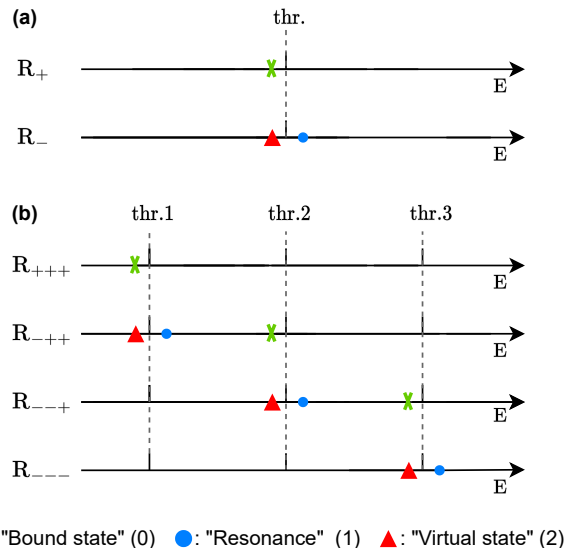 (a)
thr.
R₊
E
R₋
E
(b)
thr.1 thr.2 thr.3
R₊₊₊
E
R₋₊₊
E
R₋₋₊
E
R₋₋₋
E
"Bound state" (0) : "Resonance" (1) : "Virtual state" (2)